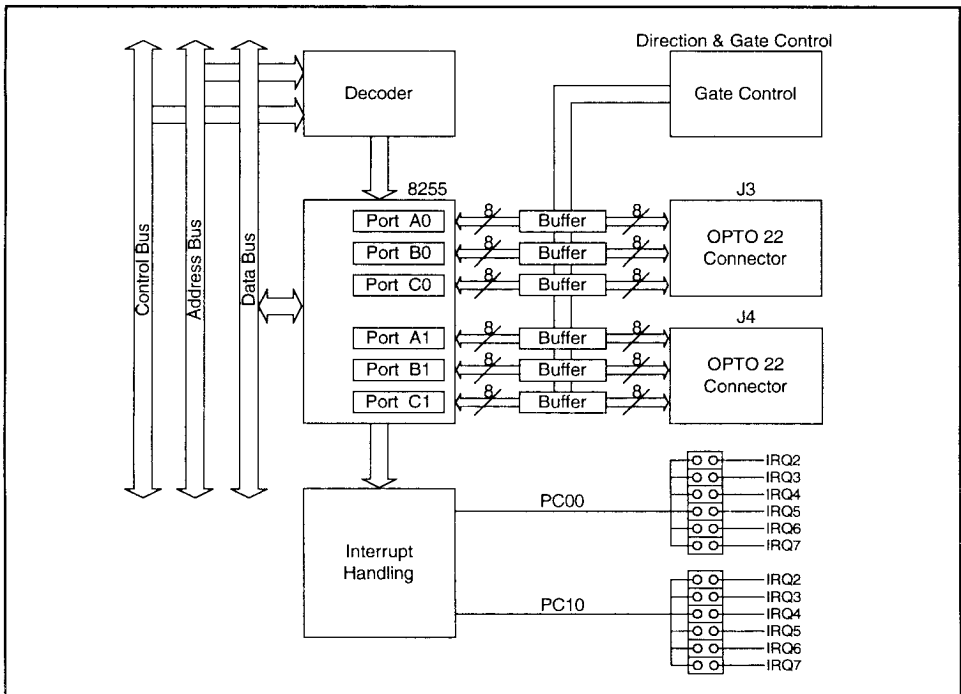 Direction & Gate Control
Decoder
Gate Control
Control Bus
Address Bus
Data Bus
8255
J3
Port A0
8
Buffer
8
OPTO 22
Connector
Port B0
8
Buffer
8
Port C0
8
Buffer
8
J4
Port A1
8
Buffer
8
OPTO 22
Connector
Port B1
8
Buffer
8
Port C1
8
Buffer
8
Interrupt
Handling
PC00
IRQ2
IRQ3
IRQ4
IRQ5
IRQ6
IRQ7
PC10
IRQ2
IRQ3
IRQ4
IRQ5
IRQ6
IRQ7